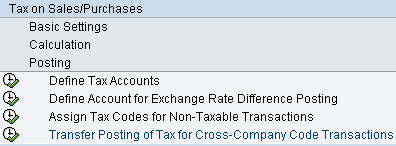 Tax on Sales/Purchases
Basic Settings
Calculation
Posting
Define Tax Accounts
Define Account for Exchange Rate Difference Posting
Assign Tax Codes for Non-Taxable Transactions
Transfer Posting of Tax for Cross-Company Code Transactions